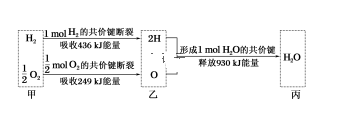 H₂
1 mol H₂的共价键断裂
吸收436 kJ能量
2H
½ O₂
½ mol O₂的共价键断裂
吸收249 kJ能量
O
形成1 mol H₂O的共价键
释放930 kJ能量
H₂O
甲
乙
丙